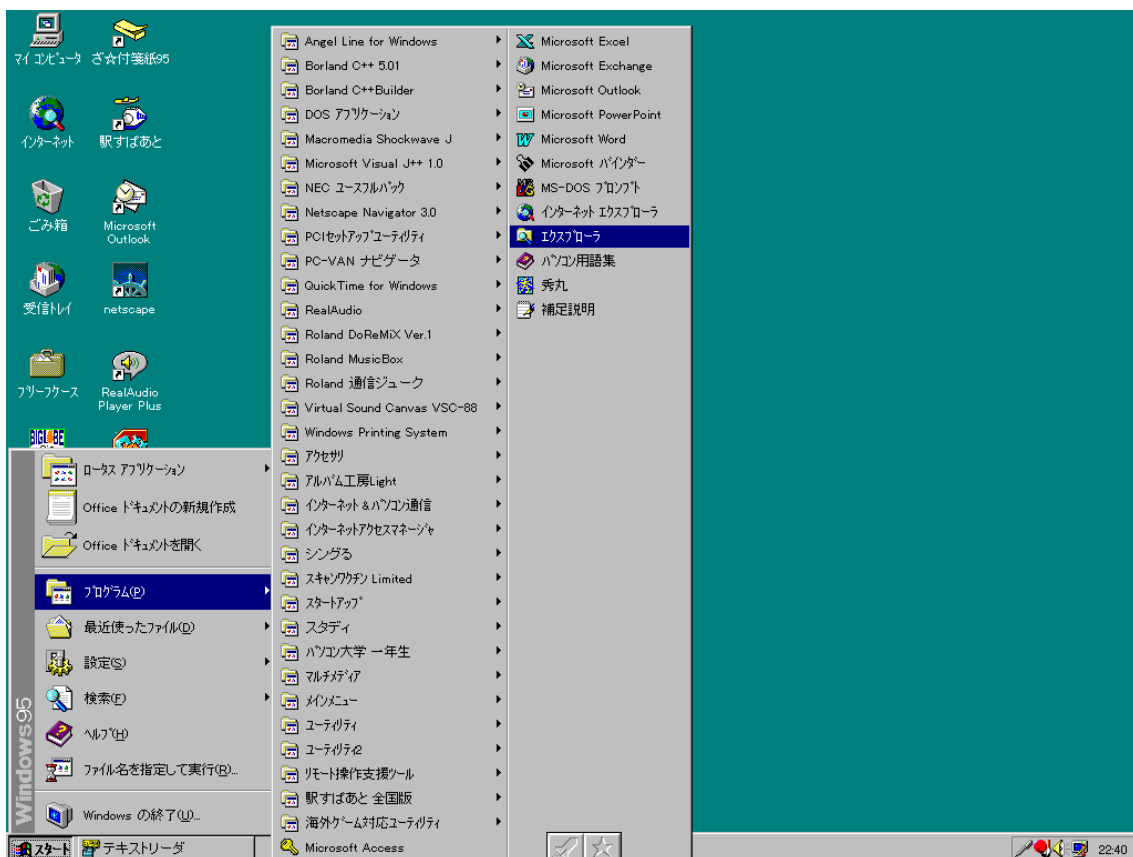 マイ コンピュータ
ざ☆付箋紙95
インターネット
駅すぱあと
ごみ箱
Microsoft
Outlook
受信トレイ
netscape
ブリーフケース
RealAudio
Player Plus
BIGLOBE
ロータス アプリケーション
Office ドキュメントの新規作成
Office ドキュメントを開く
プログラム(P)
最近使ったファイル(D)
設定(S)
検索(F)
ヘルプ(H)
ファイル名を指定して実行(R)...
Windows の終了(U)...
Windows95
Angel Line for Windows
Borland C++ 5.01
Borland C++Builder
DOS アプリケーション
Macromedia Shockwave J
Microsoft Visual J++ 1.0
NEC ユースフルパック
Netscape Navigator 3.0
PCIセットアップユーティリティ
PC-VAN ナビゲータ
QuickTime for Windows
RealAudio
Roland DoReMiX Ver.1
Roland MusicBox
Roland 通信ジューク
Virtual Sound Canvas VSC-88
Windows Printing System
アクセサリ
アルバム工房Light
インターネット &パソコン通信
インターネットアクセスマネージャ
シングる
スキャンワクチン Limited
スタートアップ
スタディ
パソコン大学 一年生
マルチメディア
メインメニュー
ユーティリティ
ユーティリティ2
リモート操作支援ツール
駅すぱあと 全国版
海外ゲーム対応ユーティリティ
Microsoft Access
Microsoft Excel
Microsoft Exchange
Microsoft Outlook
Microsoft PowerPoint
Microsoft Word
Microsoft バインダー
MS-DOS プロンプト
インターネット エクスプローラ
エクスプローラ
パソコン用語集
秀丸
補足説明
スタート
テキストリーダ
22:40